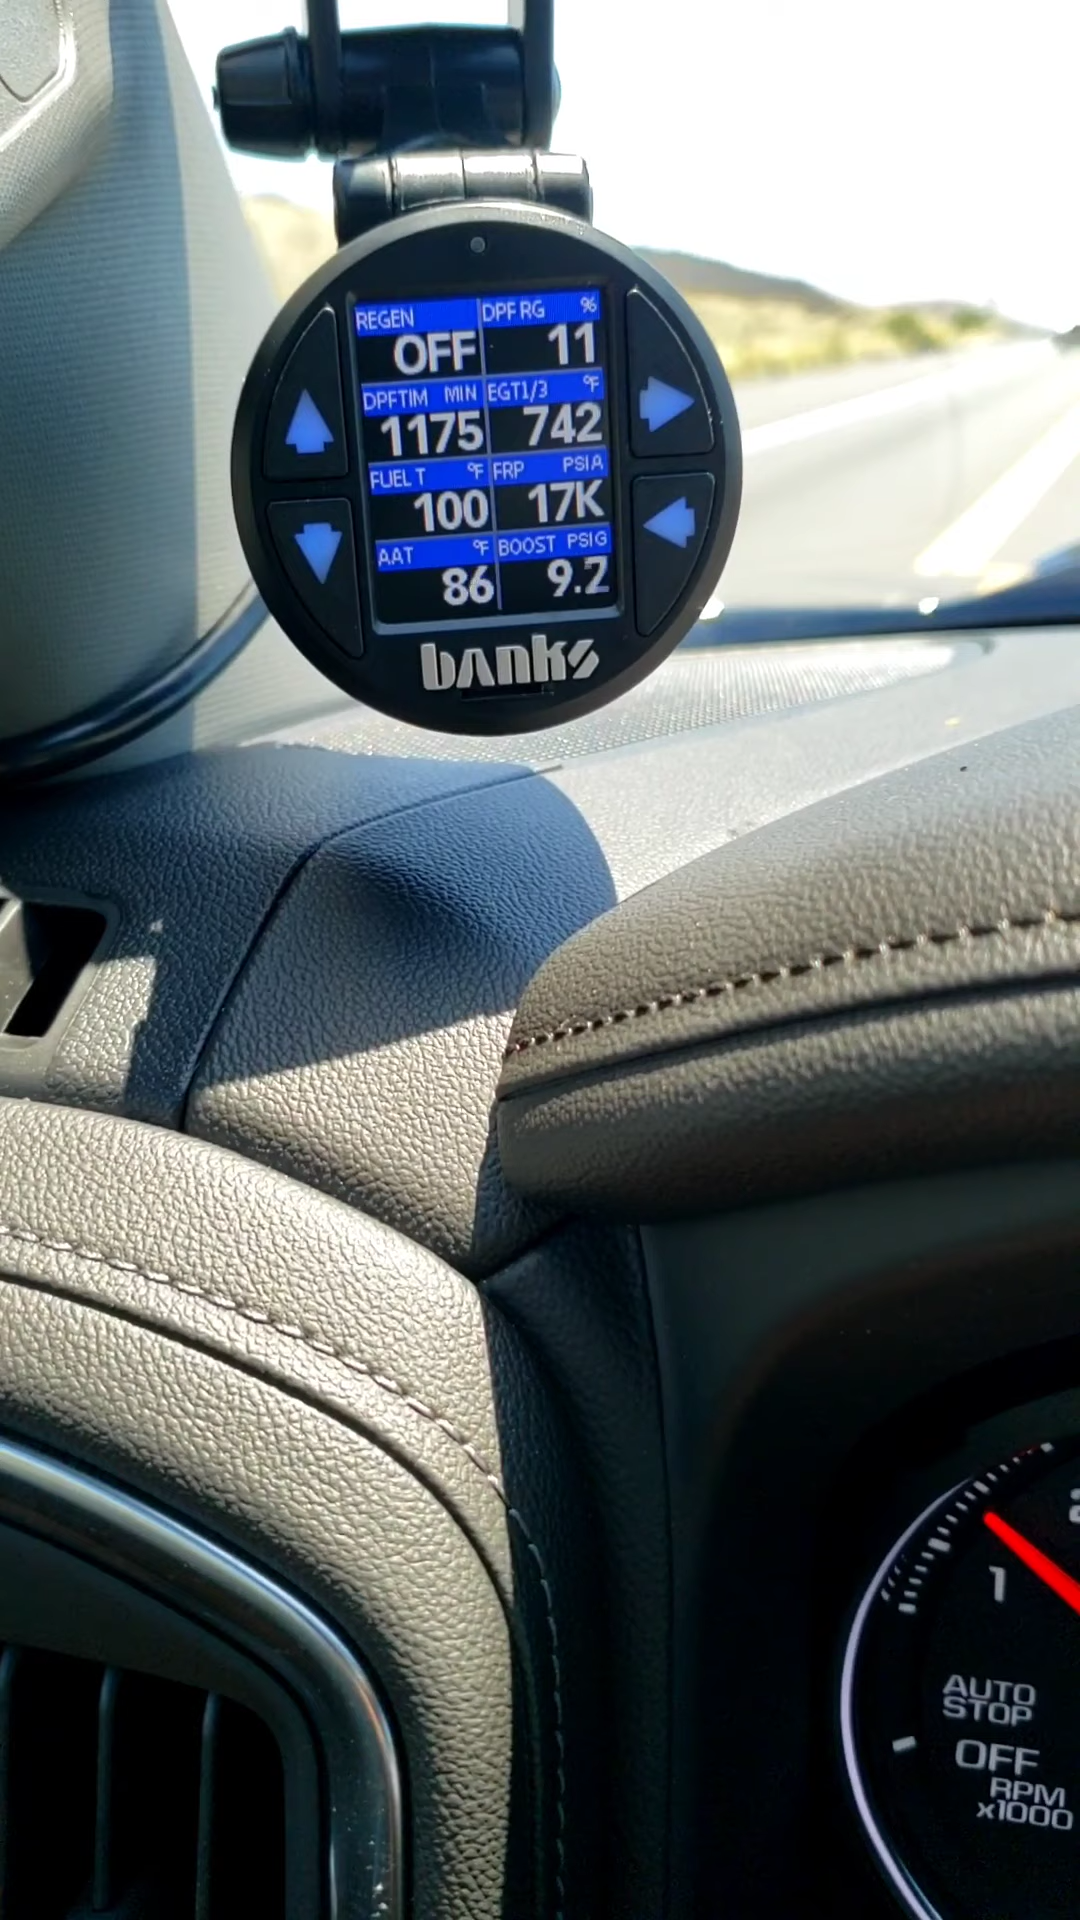 REGEN DPF RG %
OFF 11
DPFTIM MIN EGT1/3 °F
1175 742
FUEL T °F FRP PSIA
100 17K
AAT °F BOOST PSIG
86 9.2
banks
1
AUTO
STOP
OFF
RPM
x1000